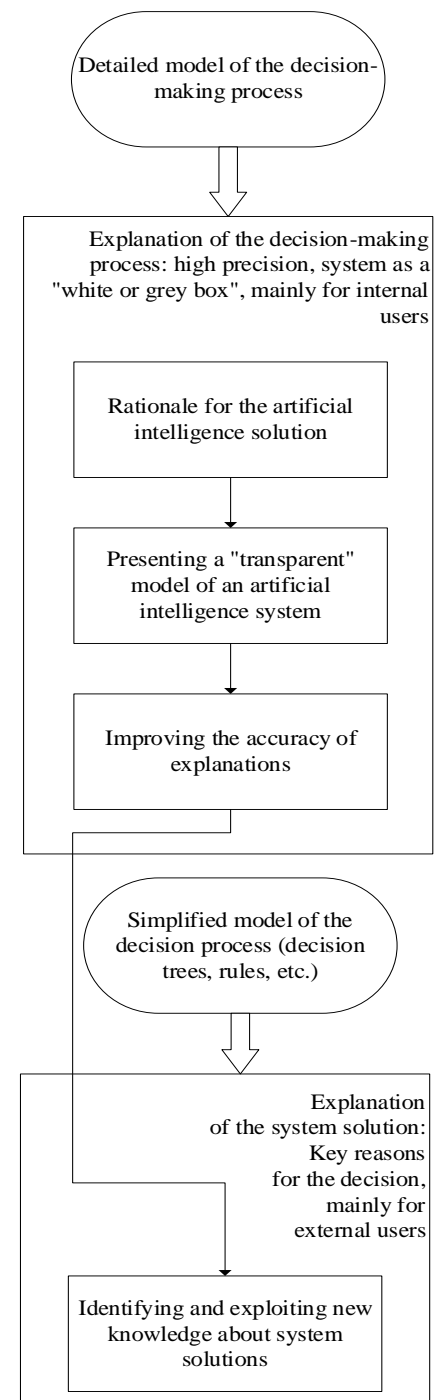 Detailed model of the decision-
making process
Explanation of the decision-making
process: high precision, system as a
"white or grey box", mainly for internal
users
Rationale for the artificial
intelligence solution
Presenting a "transparent"
model of an artificial
intelligence system
Improving the accuracy of
explanations
Simplified model of the
decision process (decision
trees, rules, etc.)
Explanation
of the system solution:
Key reasons
for the decision,
mainly for
external users
Identifying and exploiting new
knowledge about system
solutions